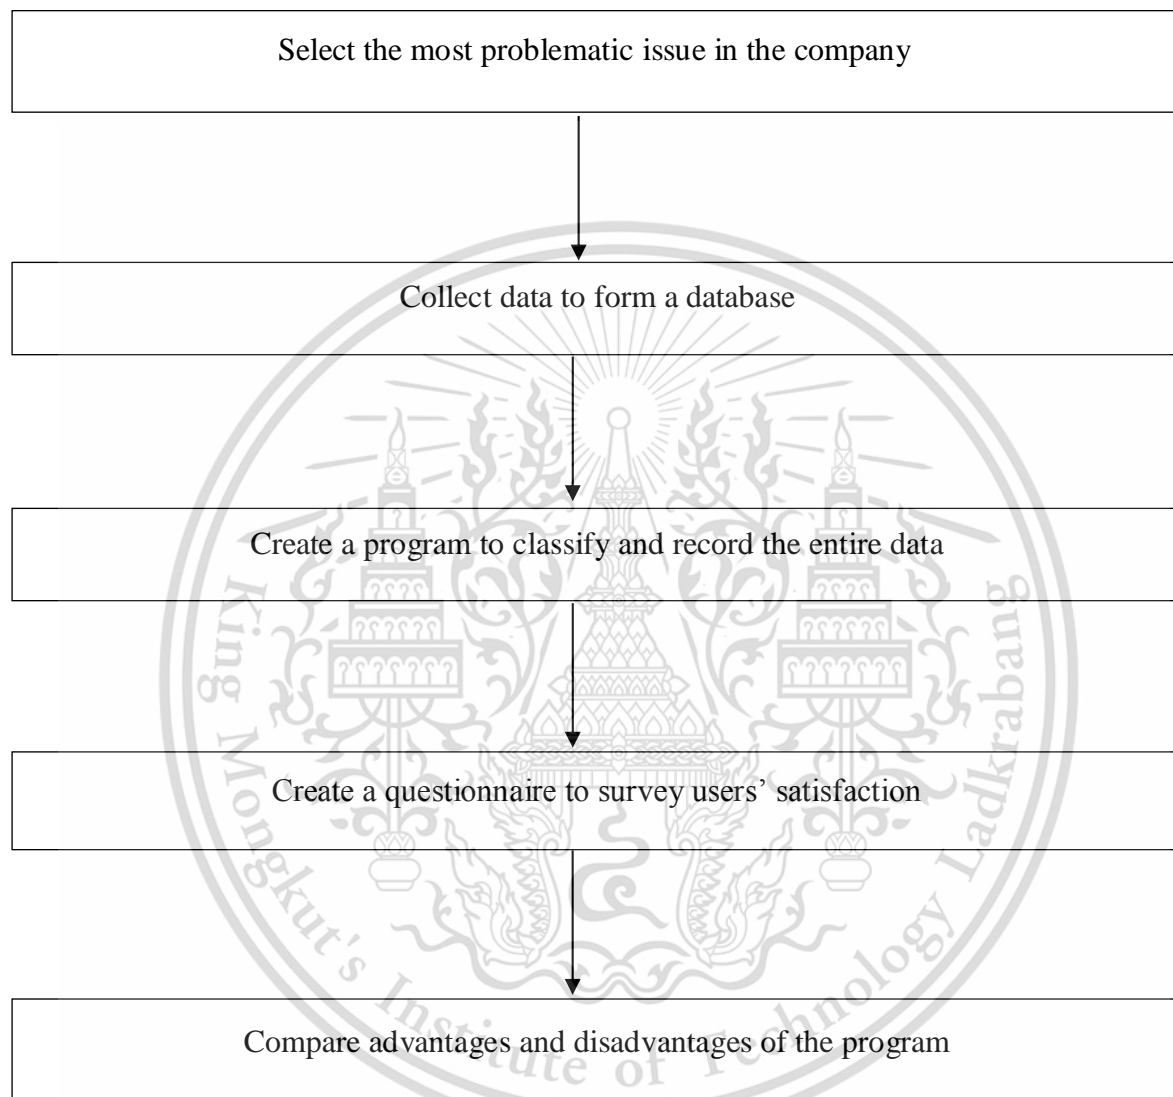 Select the most problematic issue in the company
Collect data to form a database
Create a program to classify and record the entire data
Create a questionnaire to survey users’ satisfaction
Compare advantages and disadvantages of the program
King Mongkut's Institute of Technology Ladkrabang